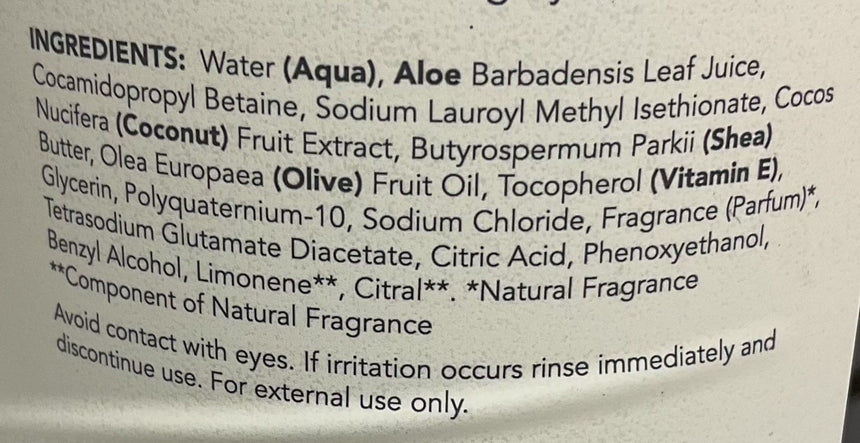 INGREDIENTS: Water (Aqua), Aloe Barbadensis Leaf Juice,
Cocamidopropyl Betaine, Sodium Lauroyl Methyl Isethionate, Cocos
Nucifera (Coconut) Fruit Extract, Butyrospermum Parkii (Shea)
Butter, Olea Europaea (Olive) Fruit Oil, Tocopherol (Vitamin E),
Glycerin, Polyquaternium-10, Sodium Chloride, Fragrance (Parfum)*,
Tetrasodium Glutamate Diacetate, Citric Acid, Phenoxyethanol,
Benzyl Alcohol, Limonene**, Citral**. *Natural Fragrance
**Component of Natural Fragrance
Avoid contact with eyes. If irritation occurs rinse immediately and
discontinue use. For external use only.